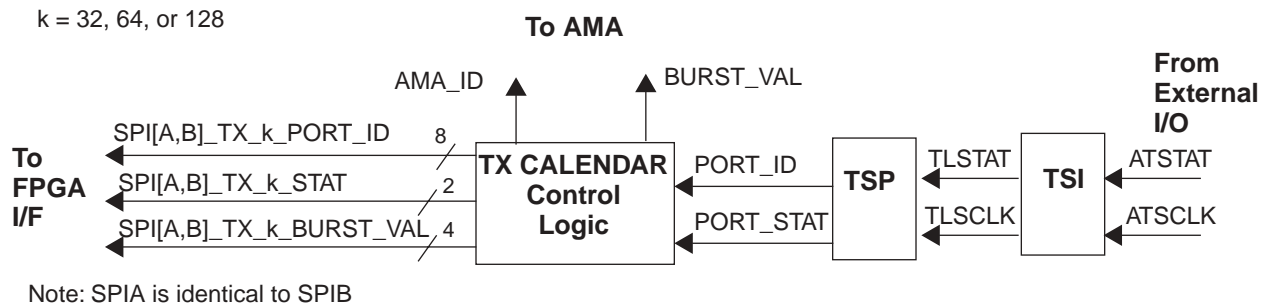 k = 32, 64, or 128
To AMA
AMA_ID
BURST_VAL
From
External
I/O
To
FPGA
I/F
SPI[A,B]_TX_k_PORT_ID
8
SPI[A,B]_TX_k_STAT
2
SPI[A,B]_TX_k_BURST_VAL
4
TX CALENDAR
Control
Logic
PORT_ID
PORT_STAT
TSP
TLSTAT
TLSCLK
TSI
ATSTAT
ATSCLK
Note: SPIA is identical to SPIB